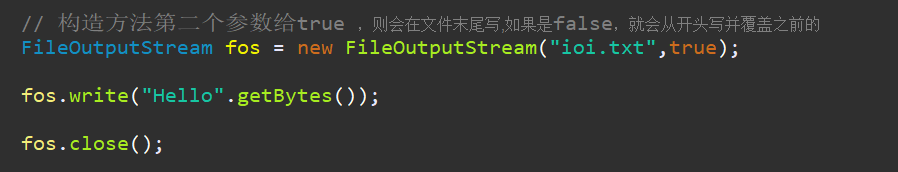 // 构造方法第二个参数给true ，则会在文件末尾写,如果是false，就会从开头写并覆盖之前的
FileOutputStream fos = new FileOutputStream("ioi.txt",true);
fos.write("Hello".getBytes());
fos.close();